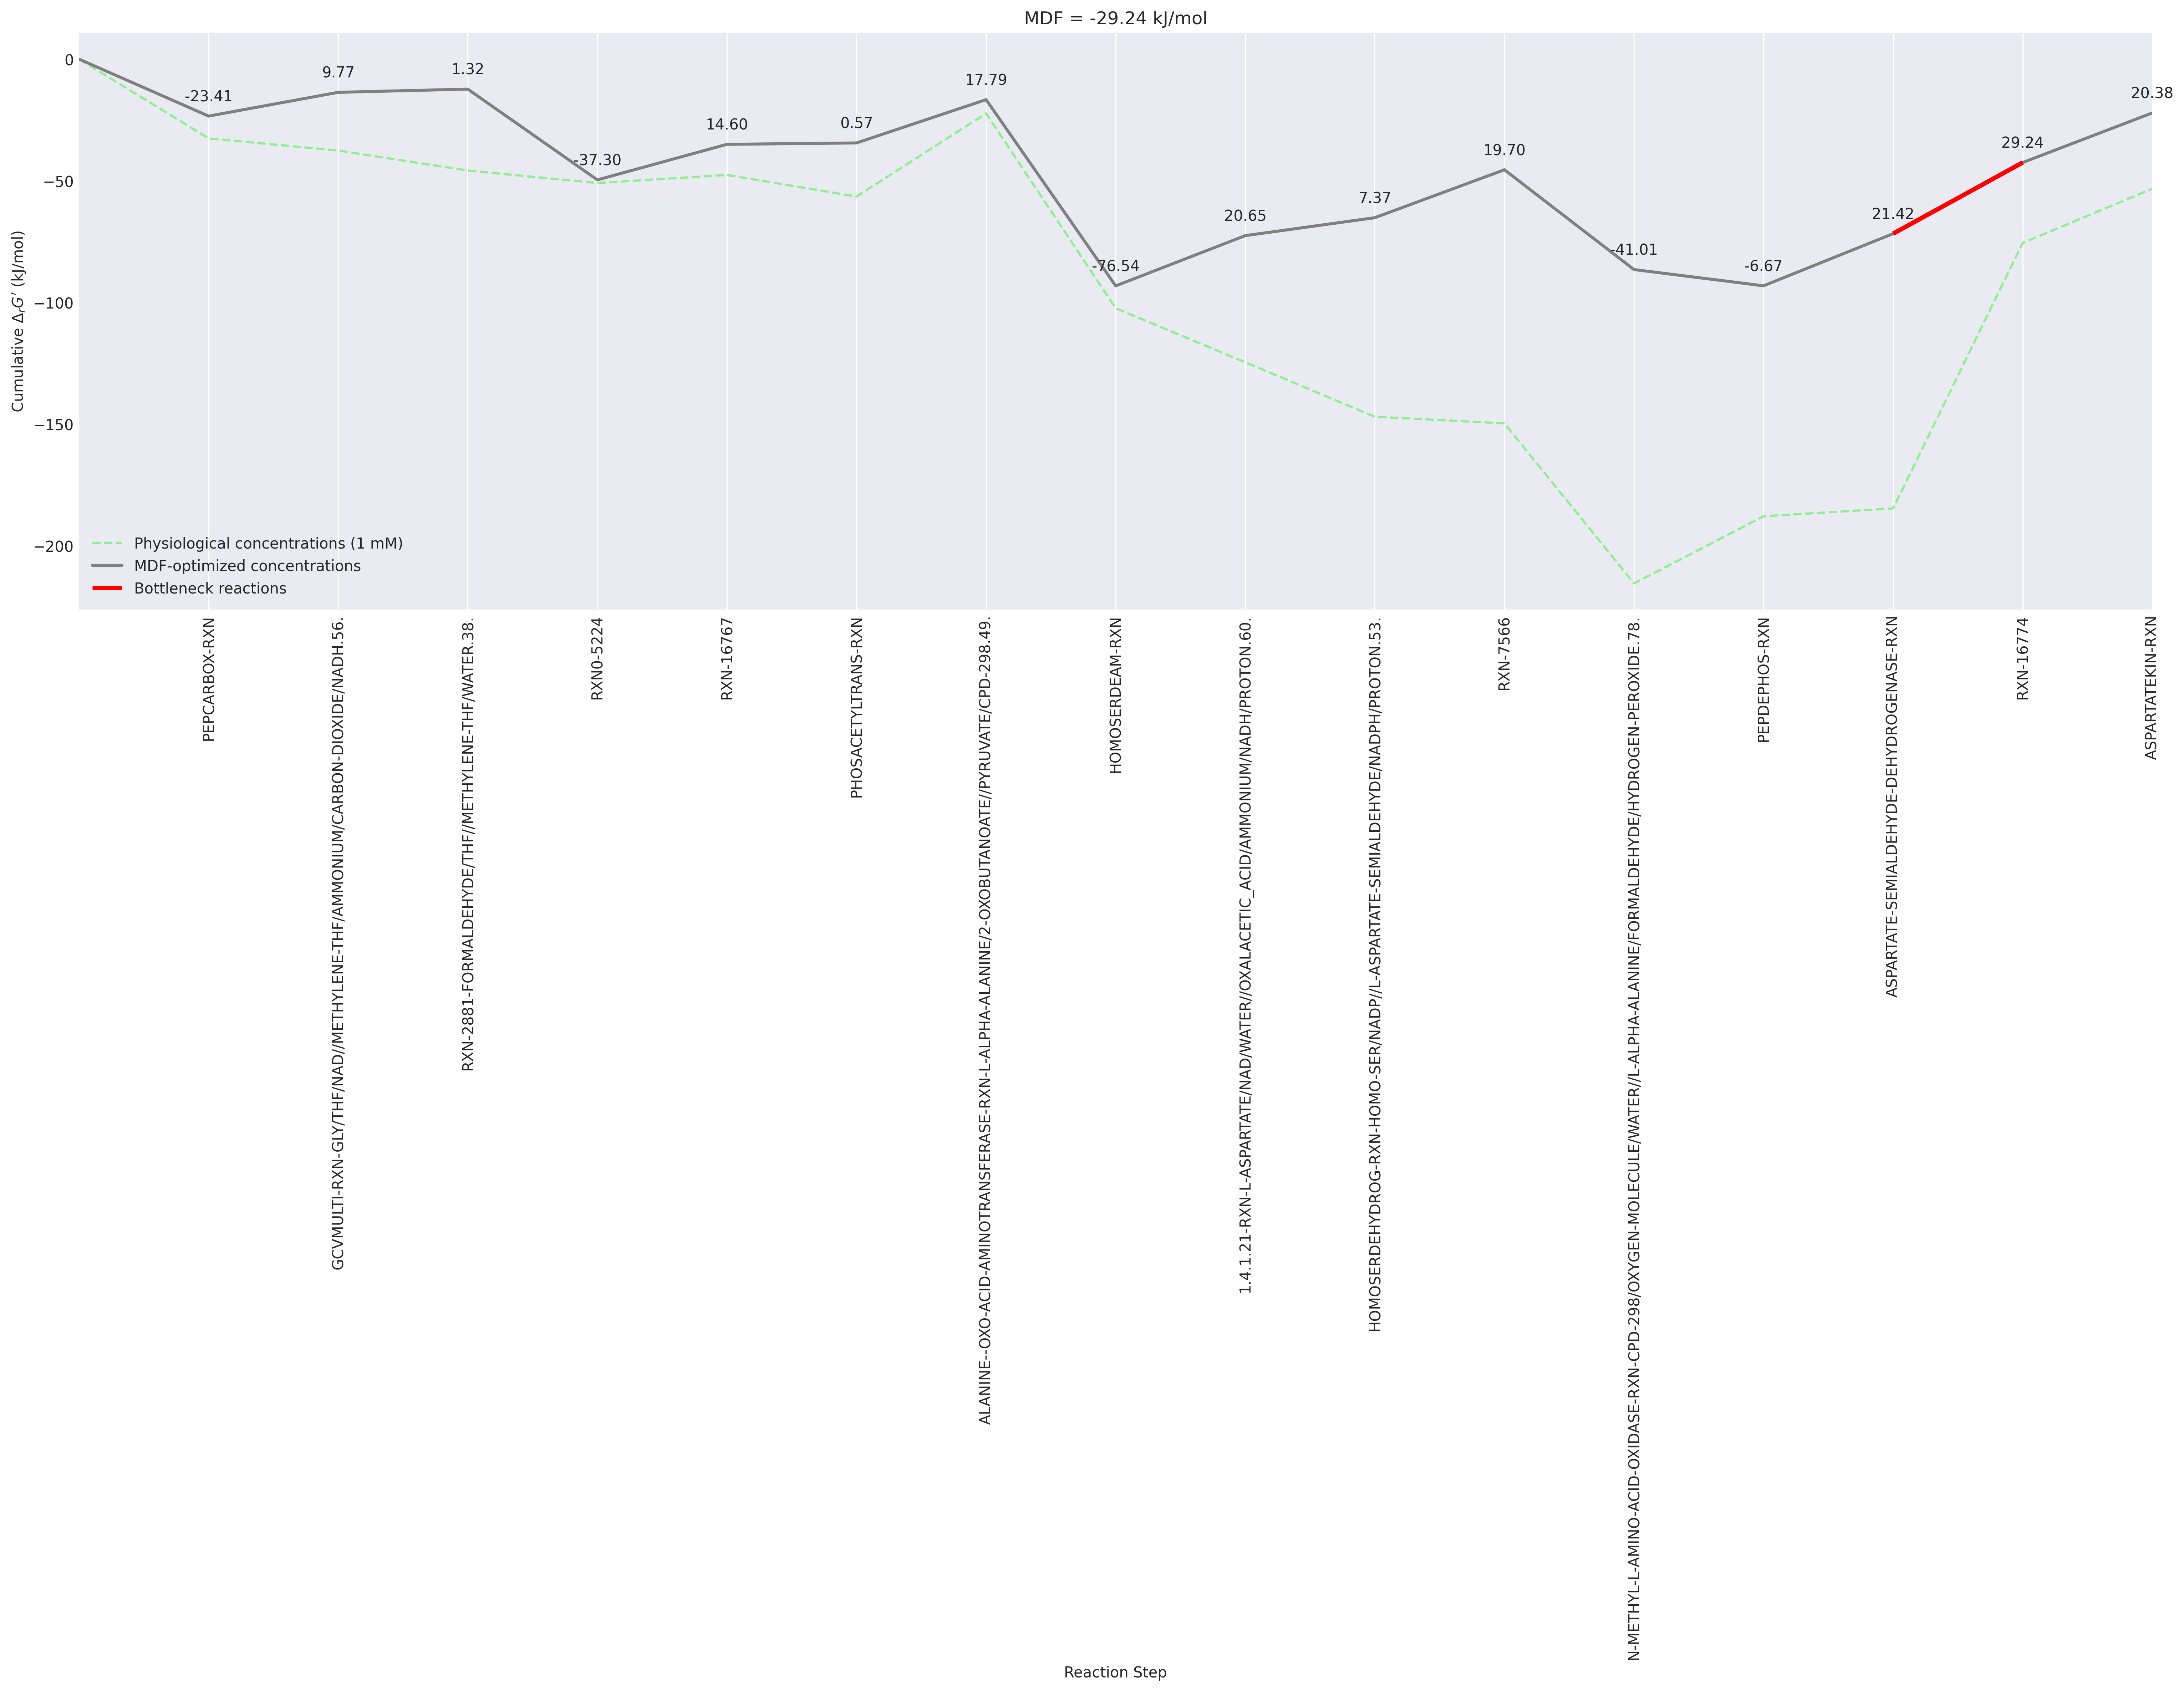 MDF = -29.24 kJ/mol
Cumulative ΔrG′ (kJ/mol)
0
−50
−100
−150
−200
-23.41
9.77
1.32
-37.30
14.60
0.57
17.79
-76.54
20.65
7.37
19.70
-41.01
-6.67
21.42
29.24
20.38
Physiological concentrations (1 mM)
MDF-optimized concentrations
Bottleneck reactions
PEPCARBOX-RXN
GCVMULTI-RXN-GLY/THF/NAD//METHYLENE-THF/AMMONIUM/CARBON-DIOXIDE/NADH.56.
RXN-2881-FORMALDEHYDE/THF//METHYLENE-THF/WATER.38.
RXN0-5224
RXN-16767
PHOSACETYLTRANS-RXN
ALANINE--OXO-ACID-AMINOTRANSFERASE-RXN-L-ALPHA-ALANINE/2-OXOBUTANOATE//PYRUVATE/CPD-298.49.
HOMOSERDEAM-RXN
1.4.1.21-RXN-L-ASPARTATE/NAD/WATER//OXALACETIC_ACID/AMMONIUM/NADH/PROTON.60.
HOMOSERDEHYDROG-RXN-HOMO-SER/NADP//L-ASPARTATE-SEMIALDEHYDE/NADPH/PROTON.53.
RXN-7566
N-METHYL-L-AMINO-ACID-OXIDASE-RXN-CPD-298/OXYGEN-MOLECULE/WATER//L-ALPHA-ALANINE/FORMALDEHYDE/HYDROGEN-PEROXIDE.78.
PEPDEPHOS-RXN
ASPARTATE-SEMIALDEHYDE-DEHYDROGENASE-RXN
RXN-16774
ASPARTATEKIN-RXN
Reaction Step